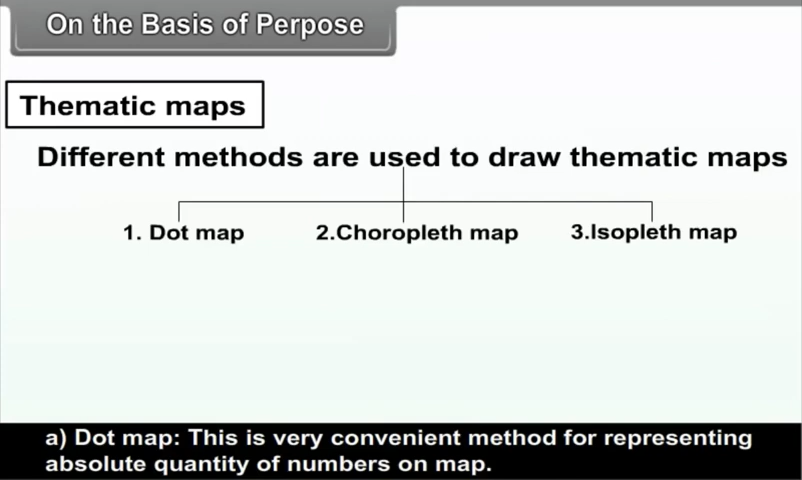 On the Basis of Perpose
Thematic maps
Different methods are used to draw thematic maps
1. Dot map 2.Choropleth map 3.Isopleth map
a) Dot map: This is very convenient method for representing
absolute quantity of numbers on map.